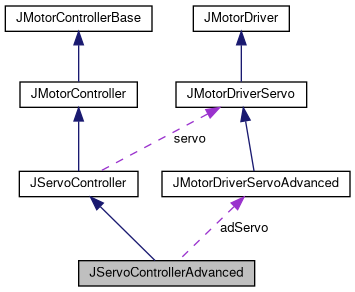 JMotorControllerBase
JMotorDriver
JMotorController
JMotorDriverServo
servo
JServoController
JMotorDriverServoAdvanced
adServo
JServoControllerAdvanced